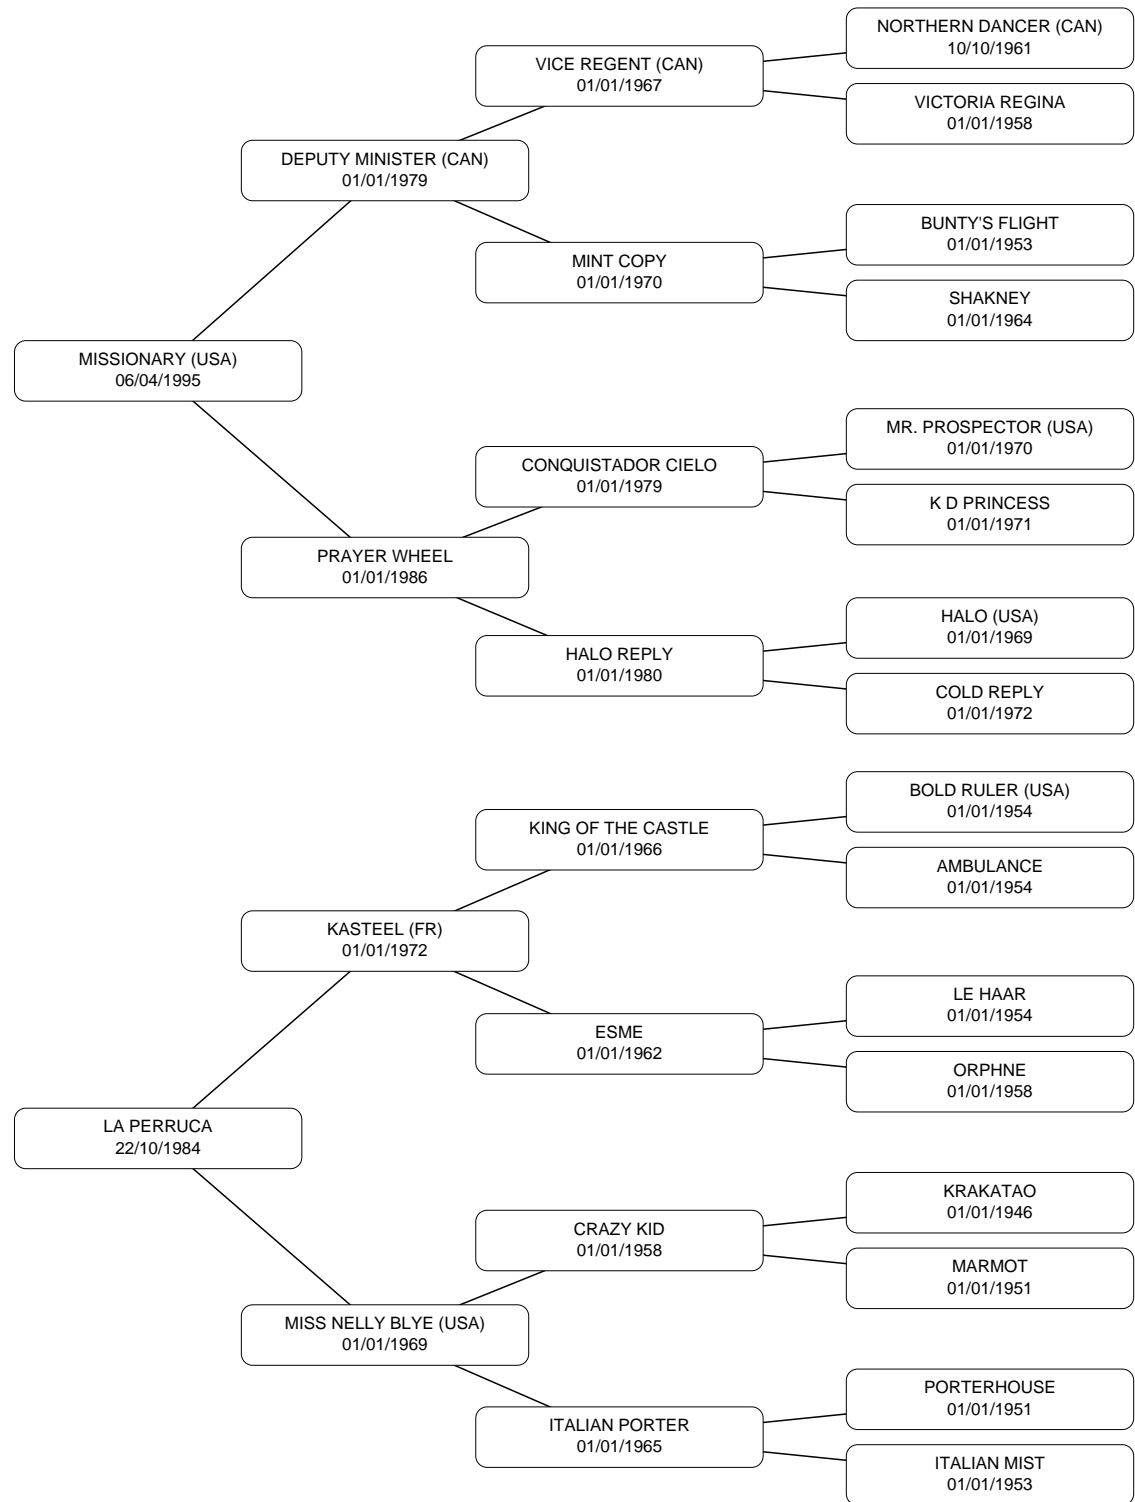 NORTHERN DANCER (CAN)
10/10/1961
VICE REGENT (CAN)
01/01/1967
VICTORIA REGINA
01/01/1958
DEPUTY MINISTER (CAN)
01/01/1979
BUNTY'S FLIGHT
01/01/1953
MINT COPY
01/01/1970
SHAKNEY
01/01/1964
MISSIONARY (USA)
06/04/1995
MR. PROSPECTOR (USA)
01/01/1970
CONQUISTADOR CIELO
01/01/1979
K D PRINCESS
01/01/1971
PRAYER WHEEL
01/01/1986
HALO (USA)
01/01/1969
HALO REPLY
01/01/1980
COLD REPLY
01/01/1972
BOLD RULER (USA)
01/01/1954
KING OF THE CASTLE
01/01/1966
AMBULANCE
01/01/1954
KASTEEL (FR)
01/01/1972
LE HAAR
01/01/1954
ESME
01/01/1962
ORPHNE
01/01/1958
LA PERRUCA
22/10/1984
KRAKATAO
01/01/1946
CRAZY KID
01/01/1958
MARMOT
01/01/1951
MISS NELLY BLYE (USA)
01/01/1969
PORTERHOUSE
01/01/1951
ITALIAN PORTER
01/01/1965
ITALIAN MIST
01/01/1953